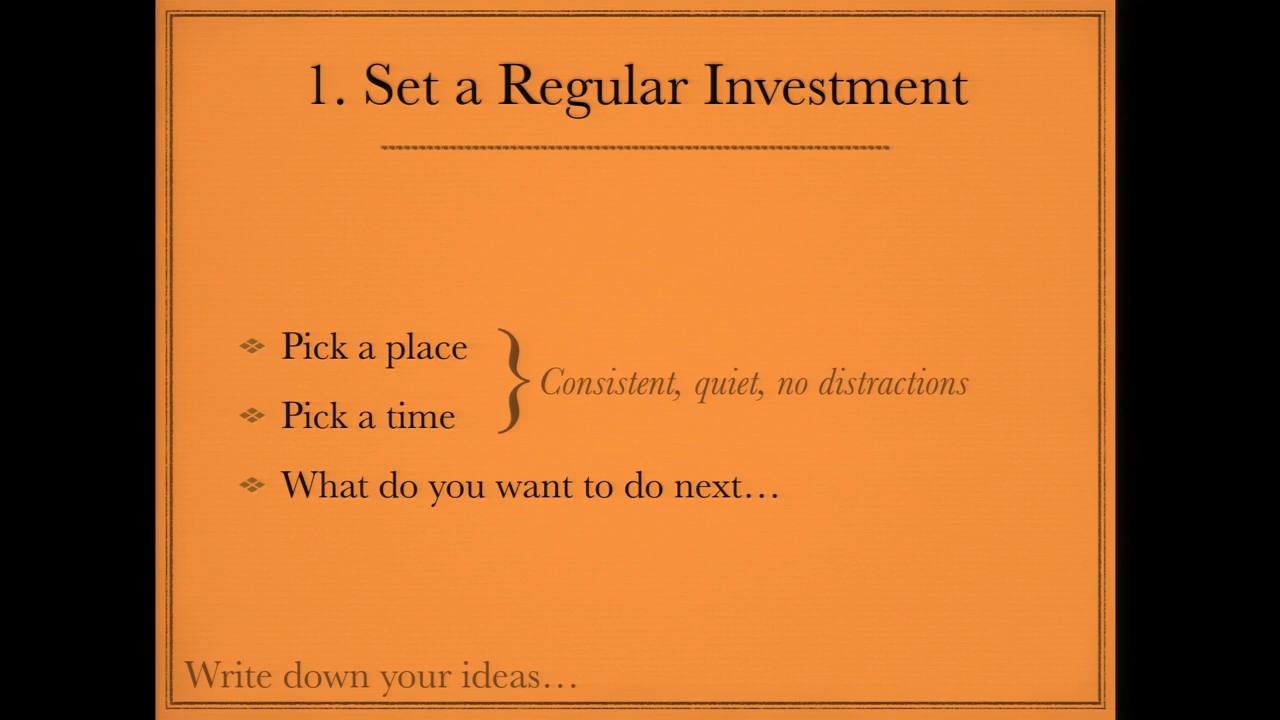 1. Set a Regular Investment
Pick a place
Pick a time
} Consistent, quiet, no distractions
What do you want to do next…
Write down your ideas…